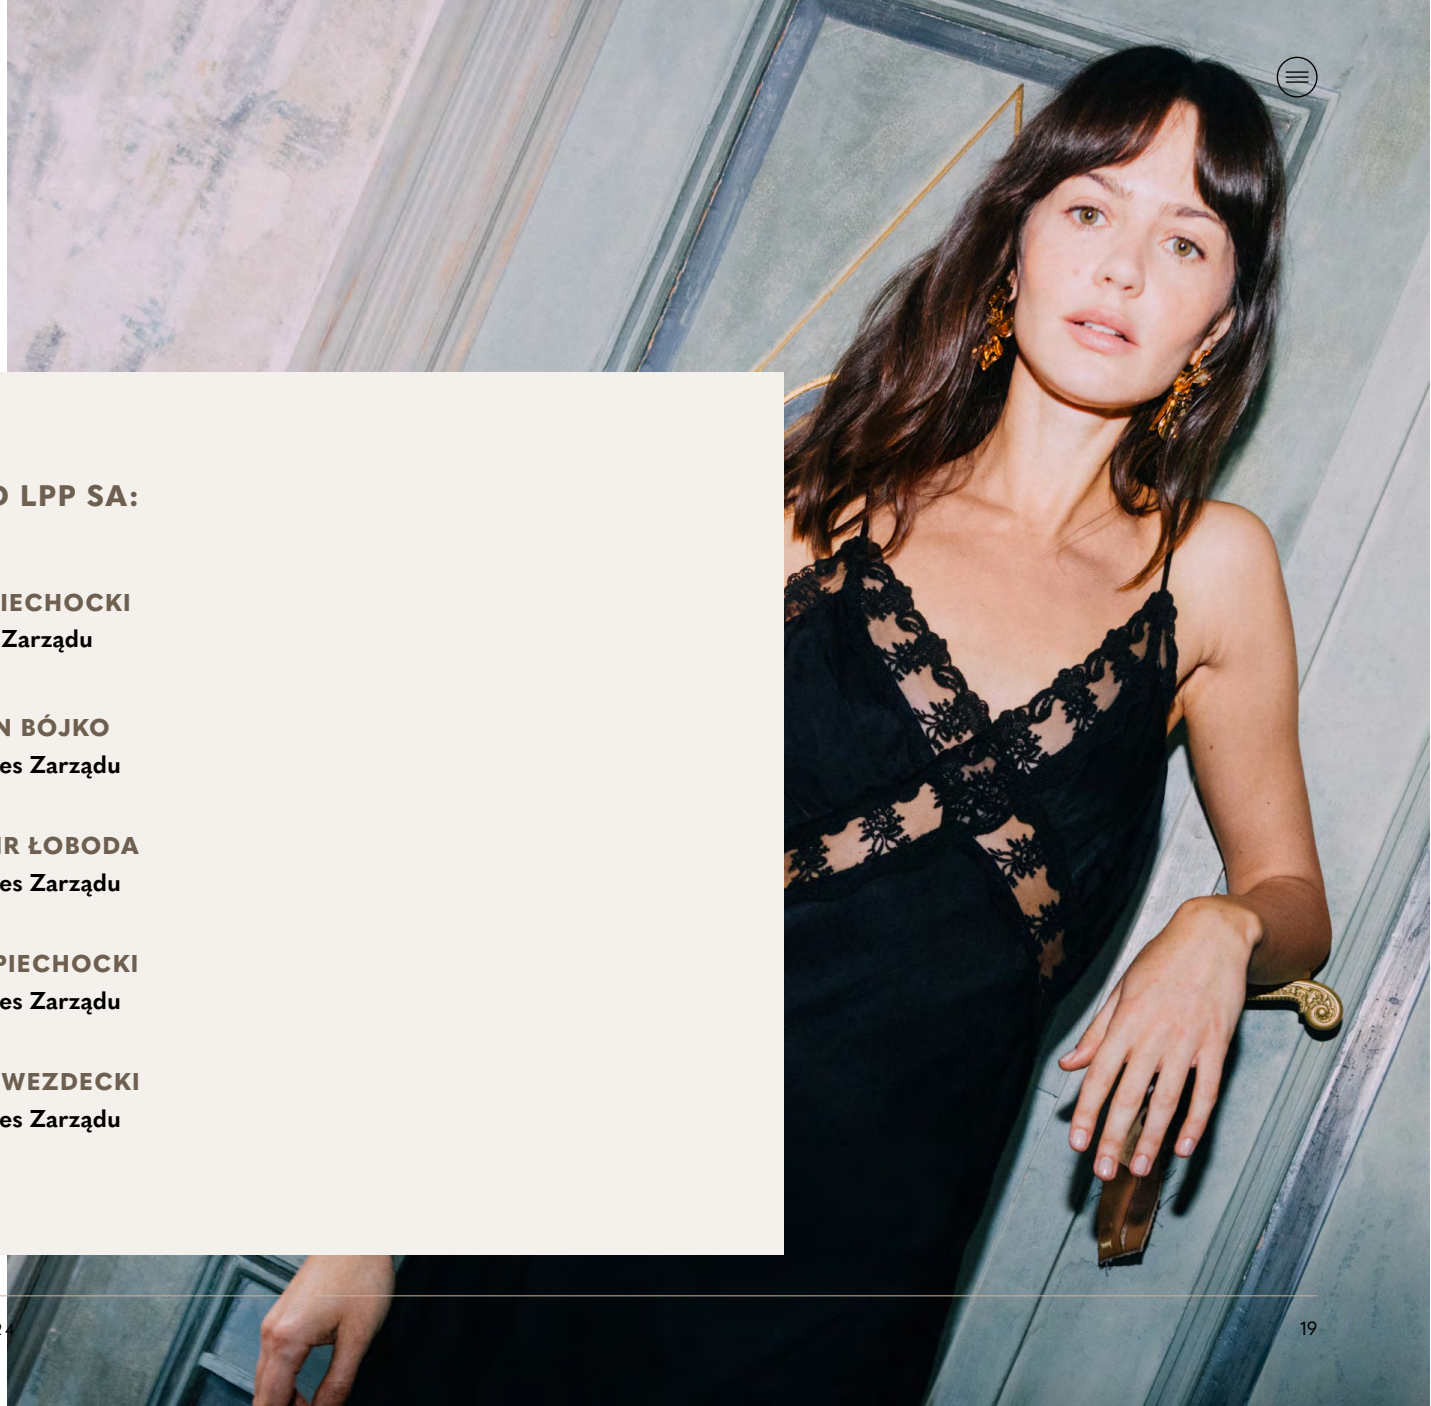 LPP SA:
IECHOCKI
Zarządu
N BÓJKO
es Zarządu
IR ŁOBODA
es Zarządu
PIECHOCKI
es Zarządu
WEZDECKI
es Zarządu
19